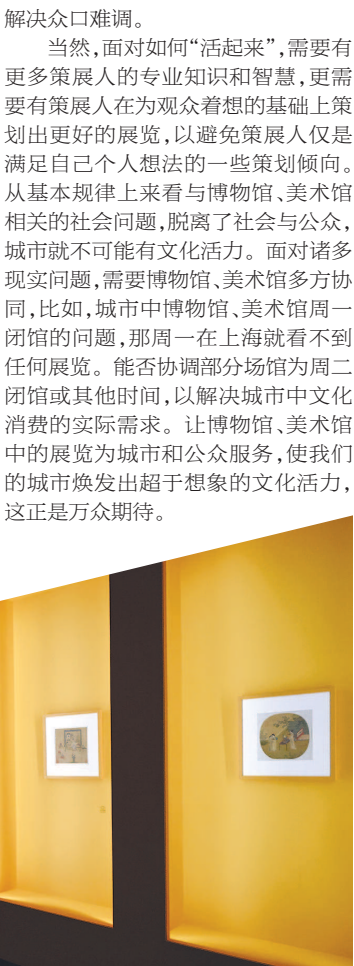 解决众口难调。
当然,面对如何“活起来”,需要有
更多策展人的专业知识和智慧,更需
要有策展人在为观众着想的基础上策
划出更好的展览,以避免策展人仅是
满足自己个人想法的一些策划倾向。
从基本规律上来看与博物馆、美术馆
相关的社会问题,脱离了社会与公众,
城市就不可能有文化活力。面对诸多
现实问题,需要博物馆、美术馆多方协
同,比如,城市中博物馆、美术馆周一
闭馆的问题,那周一在上海就看不到
任何展览。能否协调部分场馆为周二
闭馆或其他时间,以解决城市中文化
消费的实际需求。让博物馆、美术馆
中的展览为城市和公众服务,使我们
的城市焕发出超于想象的文化活力,
这正是万众期待。